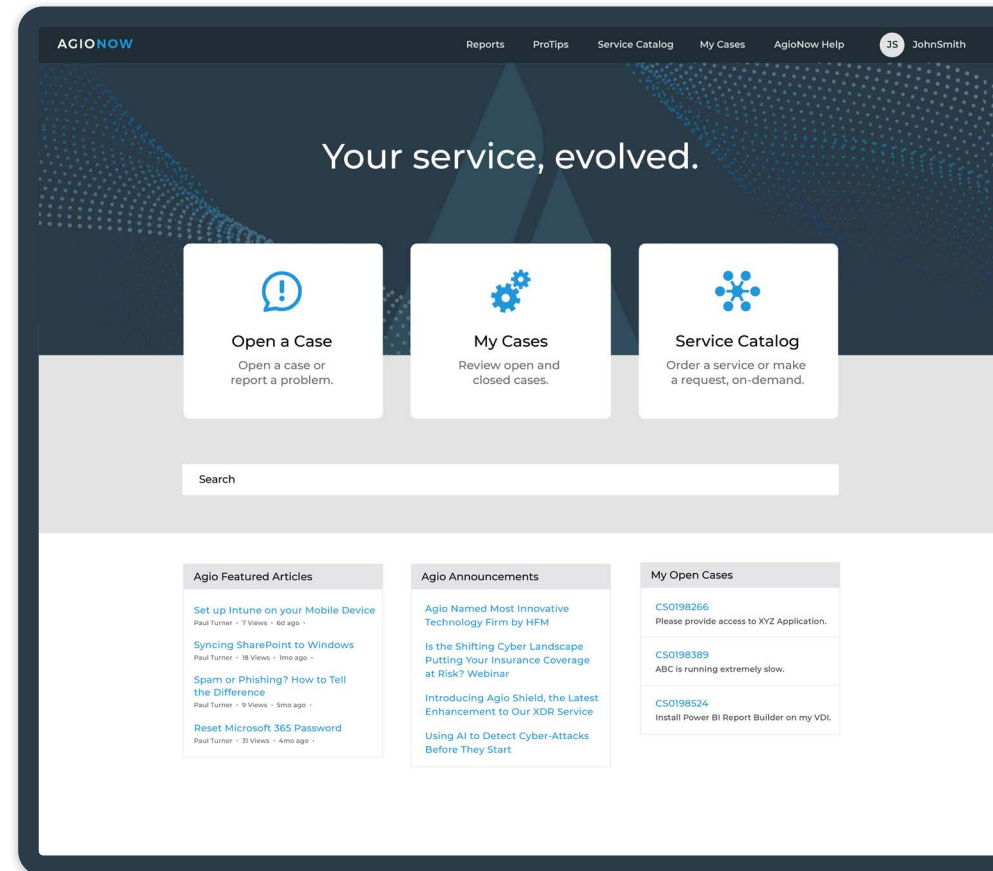 AGIONOW
Reports
ProTips
Service Catalog
My Cases
AgioNow Help
JS
JohnSmith
Your service, evolved.
Open a Case
Open a case or
report a problem.
My Cases
Review open and
closed cases.
Service Catalog
Order a service or make
a request, on-demand.
Search
Agio Featured Articles
Set up Intune on your Mobile Device
Paul Turner • 7 Views • 6d ago •
Syncing SharePoint to Windows
Paul Turner • 18 Views • 1mo ago •
Spam or Phishing? How to Tell
the Difference
Paul Turner • 9 Views • 5mo ago •
Reset Microsoft 365 Password
Paul Turner • 31 Views • 4mo ago •
Agio Announcements
Agio Named Most Innovative
Technology Firm by HFM
Is the Shifting Cyber Landscape
Putting Your Insurance Coverage
at Risk? Webinar
Introducing Agio Shield, the Latest
Enhancement to Our XDR Service
Using AI to Detect Cyber-Attacks
Before They Start
My Open Cases
CS0198266
Please provide access to XYZ Application.
CS0198389
ABC is running extremely slow.
CS0198524
Install Power BI Report Builder on my VDI.